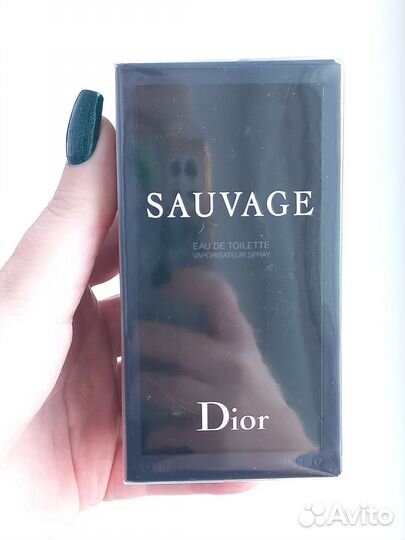 SAUVAGE
EAU DE TOILETTE
VAPORISATEUR SPRAY
Dior
Avito